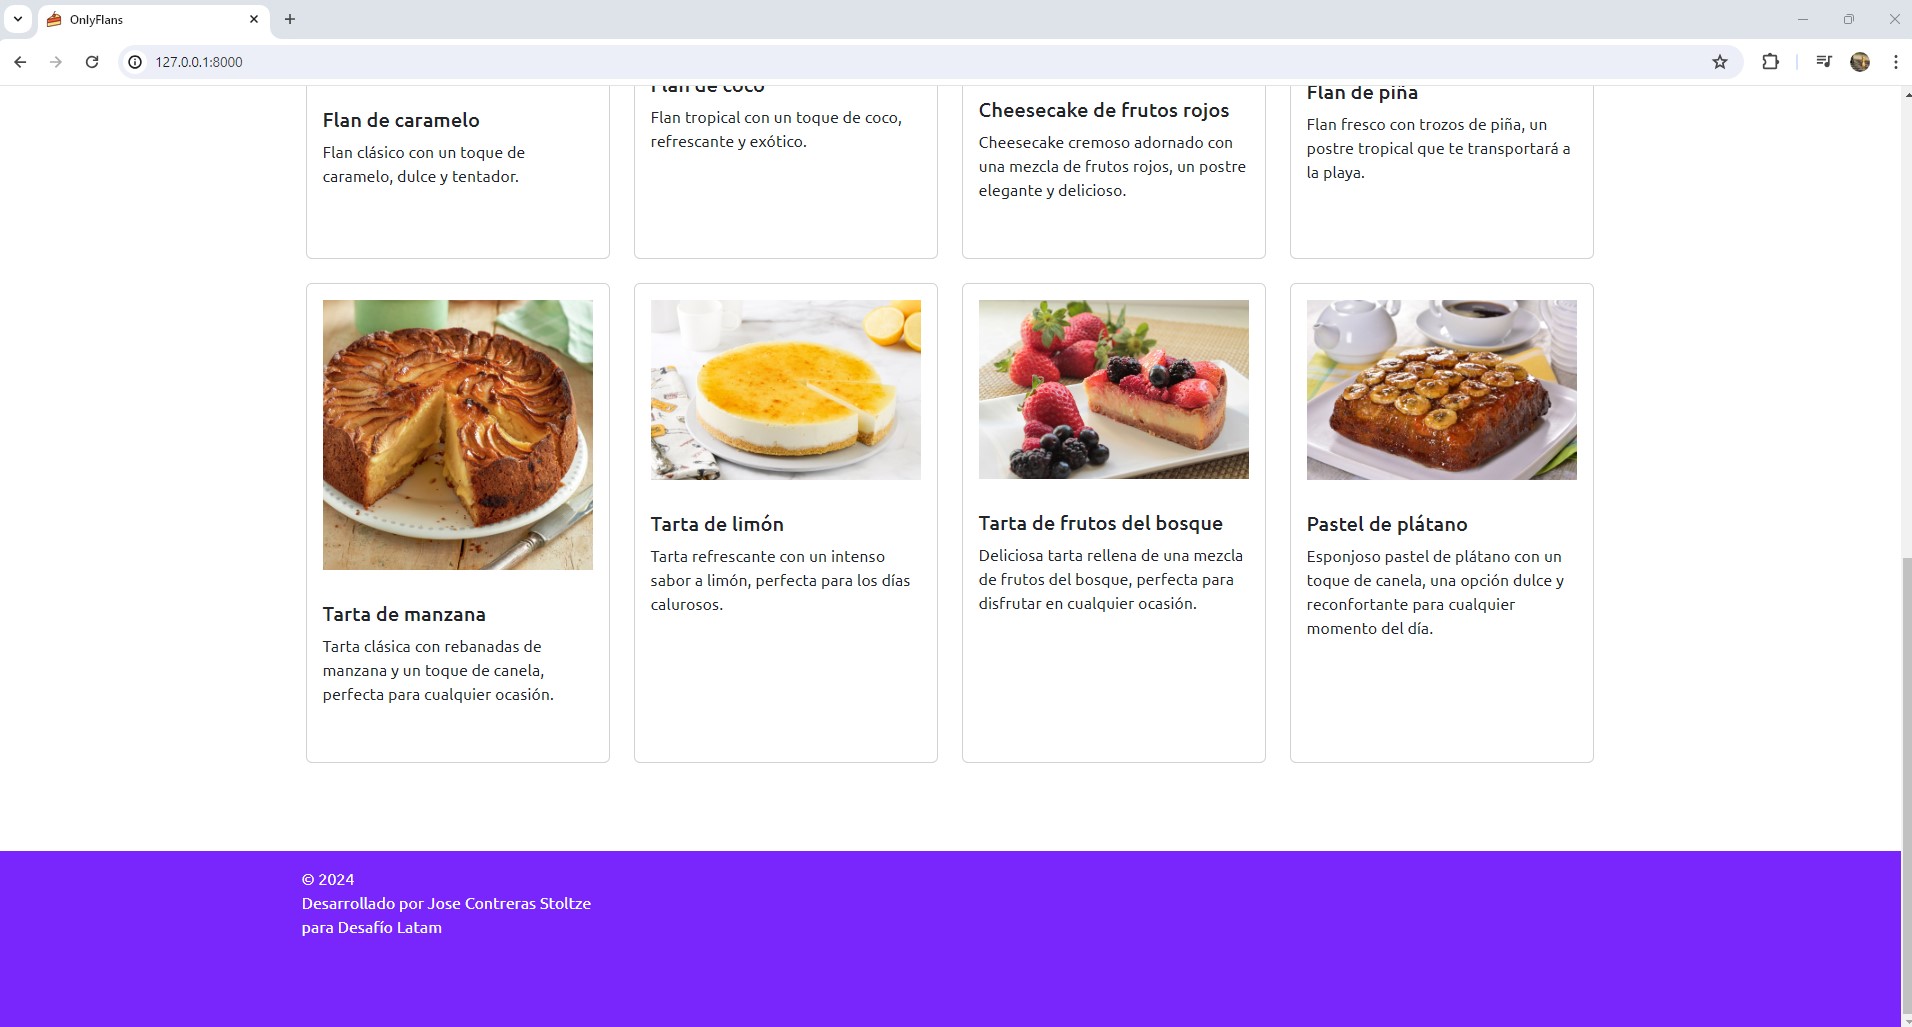 OnlyFlans
127.0.0.1:8000
Flan de caramelo
Flan clásico con un toque de
caramelo, dulce y tentador.
Flan de coco
Flan tropical con un toque de coco,
refrescante y exótico.
Cheesecake de frutos rojos
Cheesecake cremoso adornado con
una mezcla de frutos rojos, un postre
elegante y delicioso.
Flan de piña
Flan fresco con trozos de piña, un
postre tropical que te transportará a
la playa.
Tarta de manzana
Tarta clásica con rebanadas de
manzana y un toque de canela,
perfecta para cualquier ocasión.
Tarta de limón
Tarta refrescante con un intenso
sabor a limón, perfecta para los días
calurosos.
Tarta de frutos del bosque
Deliciosa tarta rellena de una mezcla
de frutos del bosque, perfecta para
disfrutar en cualquier ocasión.
Pastel de plátano
Esponjoso pastel de plátano con un
toque de canela, una opción dulce y
reconfortante para cualquier
momento del día.
© 2024
Desarrollado por Jose Contreras Stoltze
para Desafío Latam